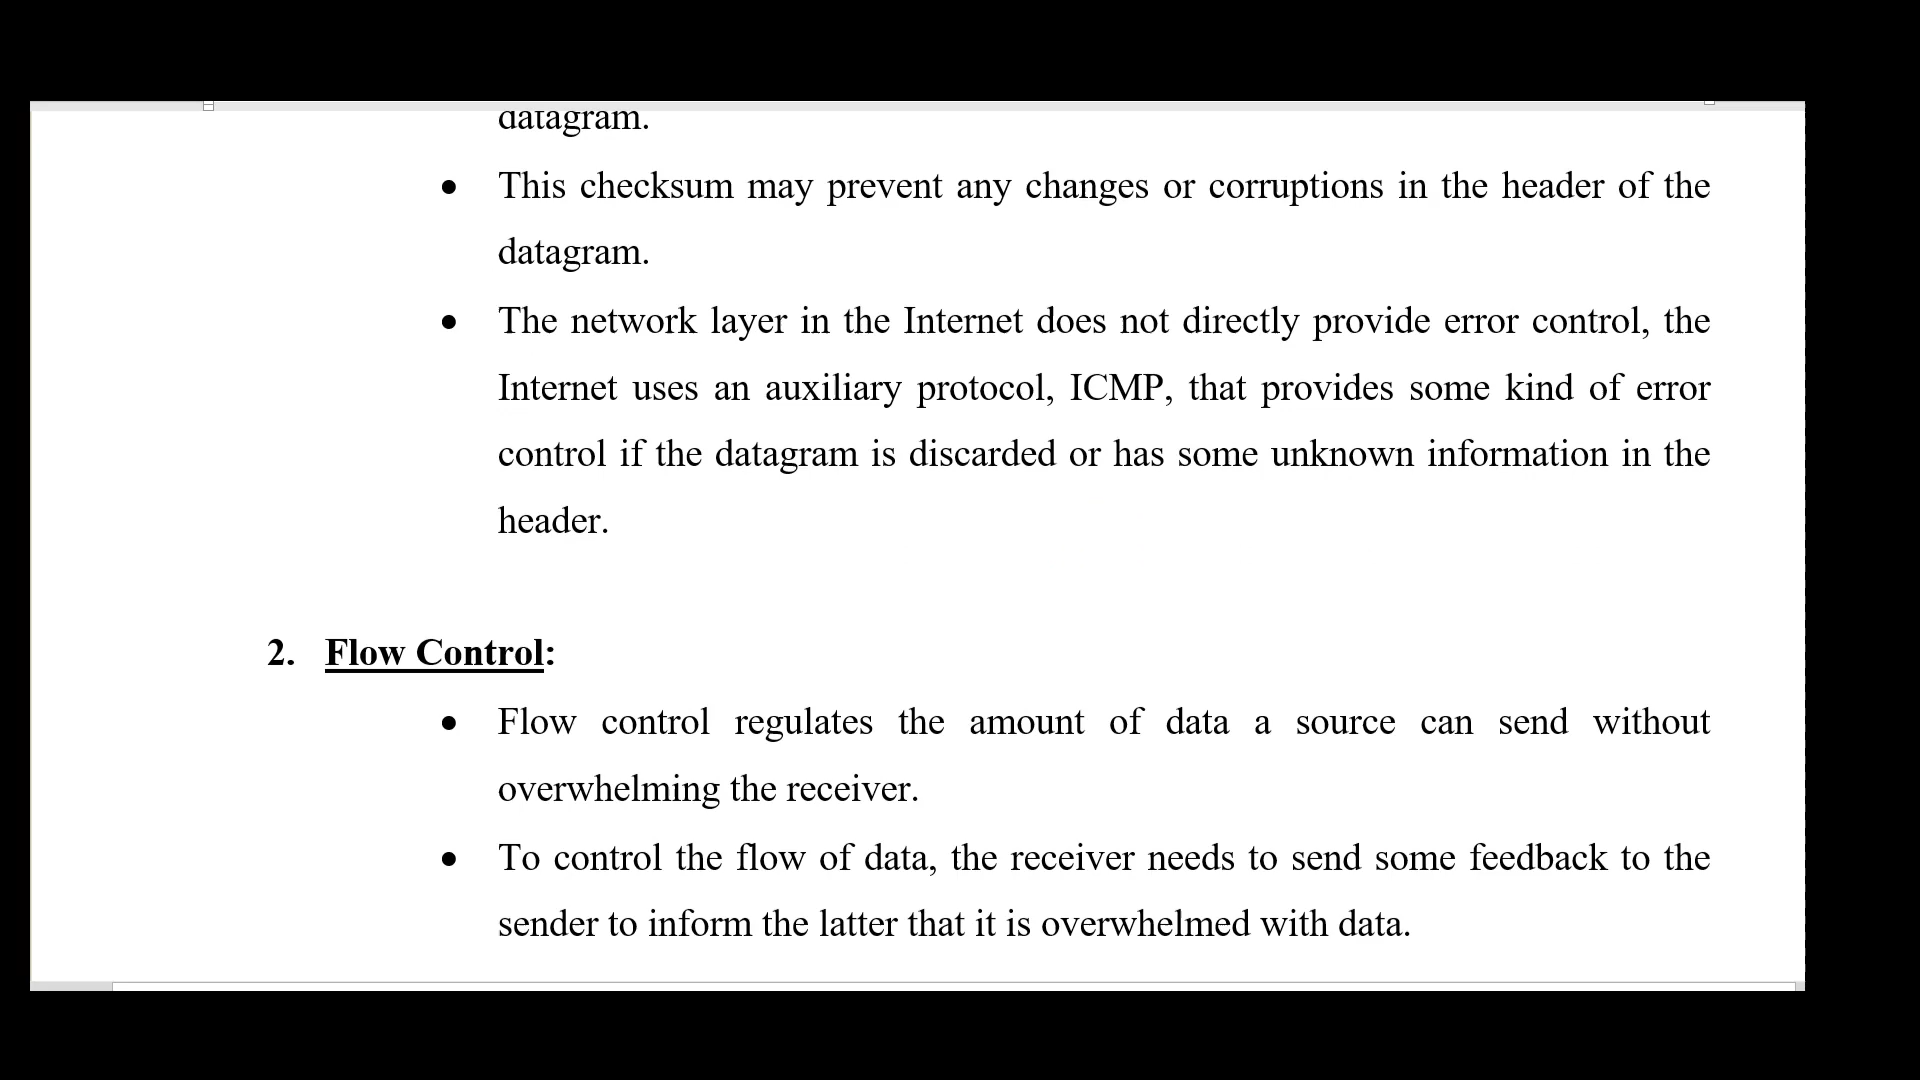 datagram.
• This checksum may prevent any changes or corruptions in the header of the
datagram.
• The network layer in the Internet does not directly provide error control, the
Internet uses an auxiliary protocol, ICMP, that provides some kind of error
control if the datagram is discarded or has some unknown information in the
header.
2. Flow Control:
• Flow control regulates the amount of data a source can send without
overwhelming the receiver.
• To control the flow of data, the receiver needs to send some feedback to the
sender to inform the latter that it is overwhelmed with data.